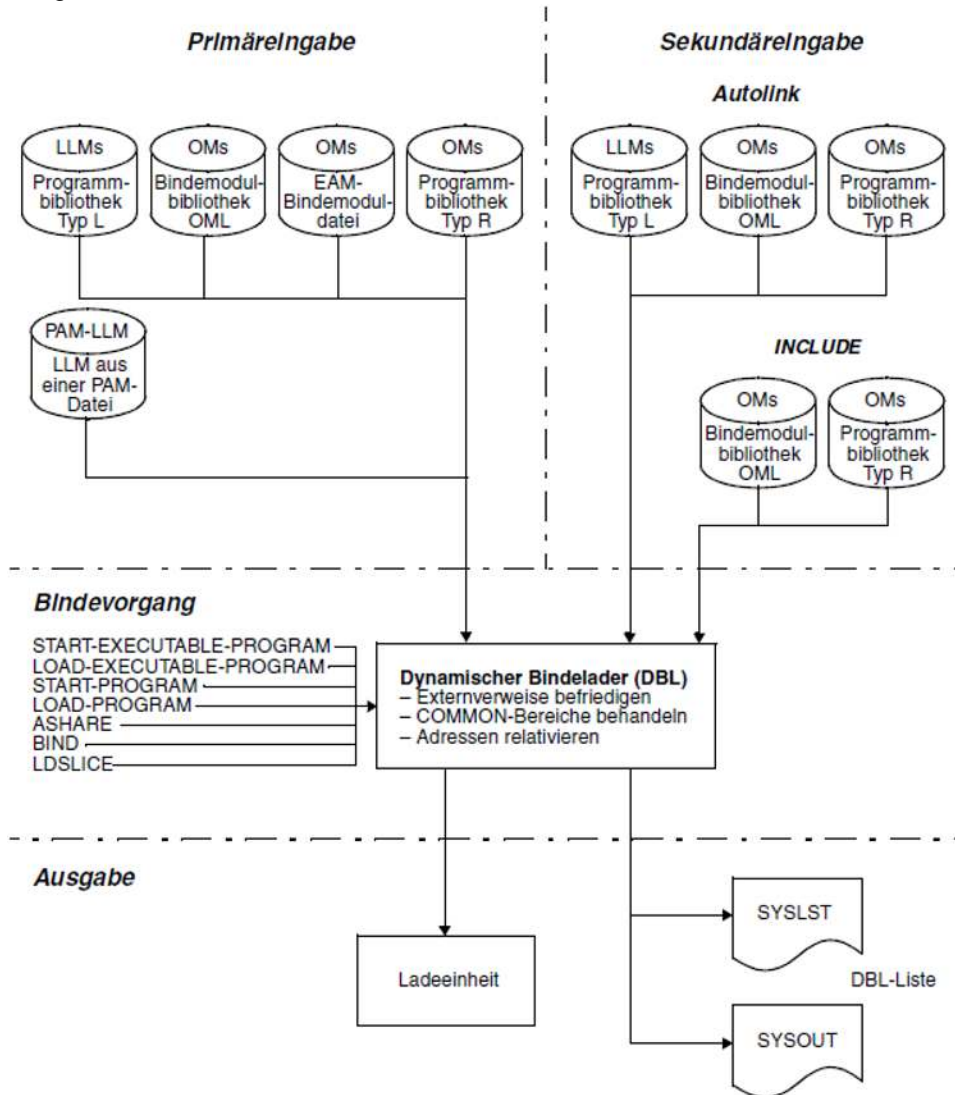 Primäreingabe
Sekundäreingabe
Autolink
LLMs
Programm-
bibliothek
Typ L
OMs
Bindemodul-
bibliothek
OML
OMs
EAM-
Bindemodul-
datei
OMs
Programm-
bibliothek
Typ R
LLMs
Programm-
bibliothek
Typ L
OMs
Bindemodul-
bibliothek
OML
OMs
Programm-
bibliothek
Typ R
PAM-LLM
LLM aus
einer PAM-
Datei
INCLUDE
OMs
Bindemodul-
bibliothek
OML
OMs
Programm-
bibliothek
Typ R
Bindevorgang
START-EXECUTABLE-PROGRAM
LOAD-EXECUTABLE-PROGRAM
START-PROGRAM
LOAD-PROGRAM
ASHARE
BIND
LDSLICE
Dynamischer Bindelader (DBL)
– Externverweise befriedigen
– COMMON-Bereiche behandeln
– Adressen relativieren
Ausgabe
Ladeeinheit
SYSLST
DBL-Liste
SYSOUT